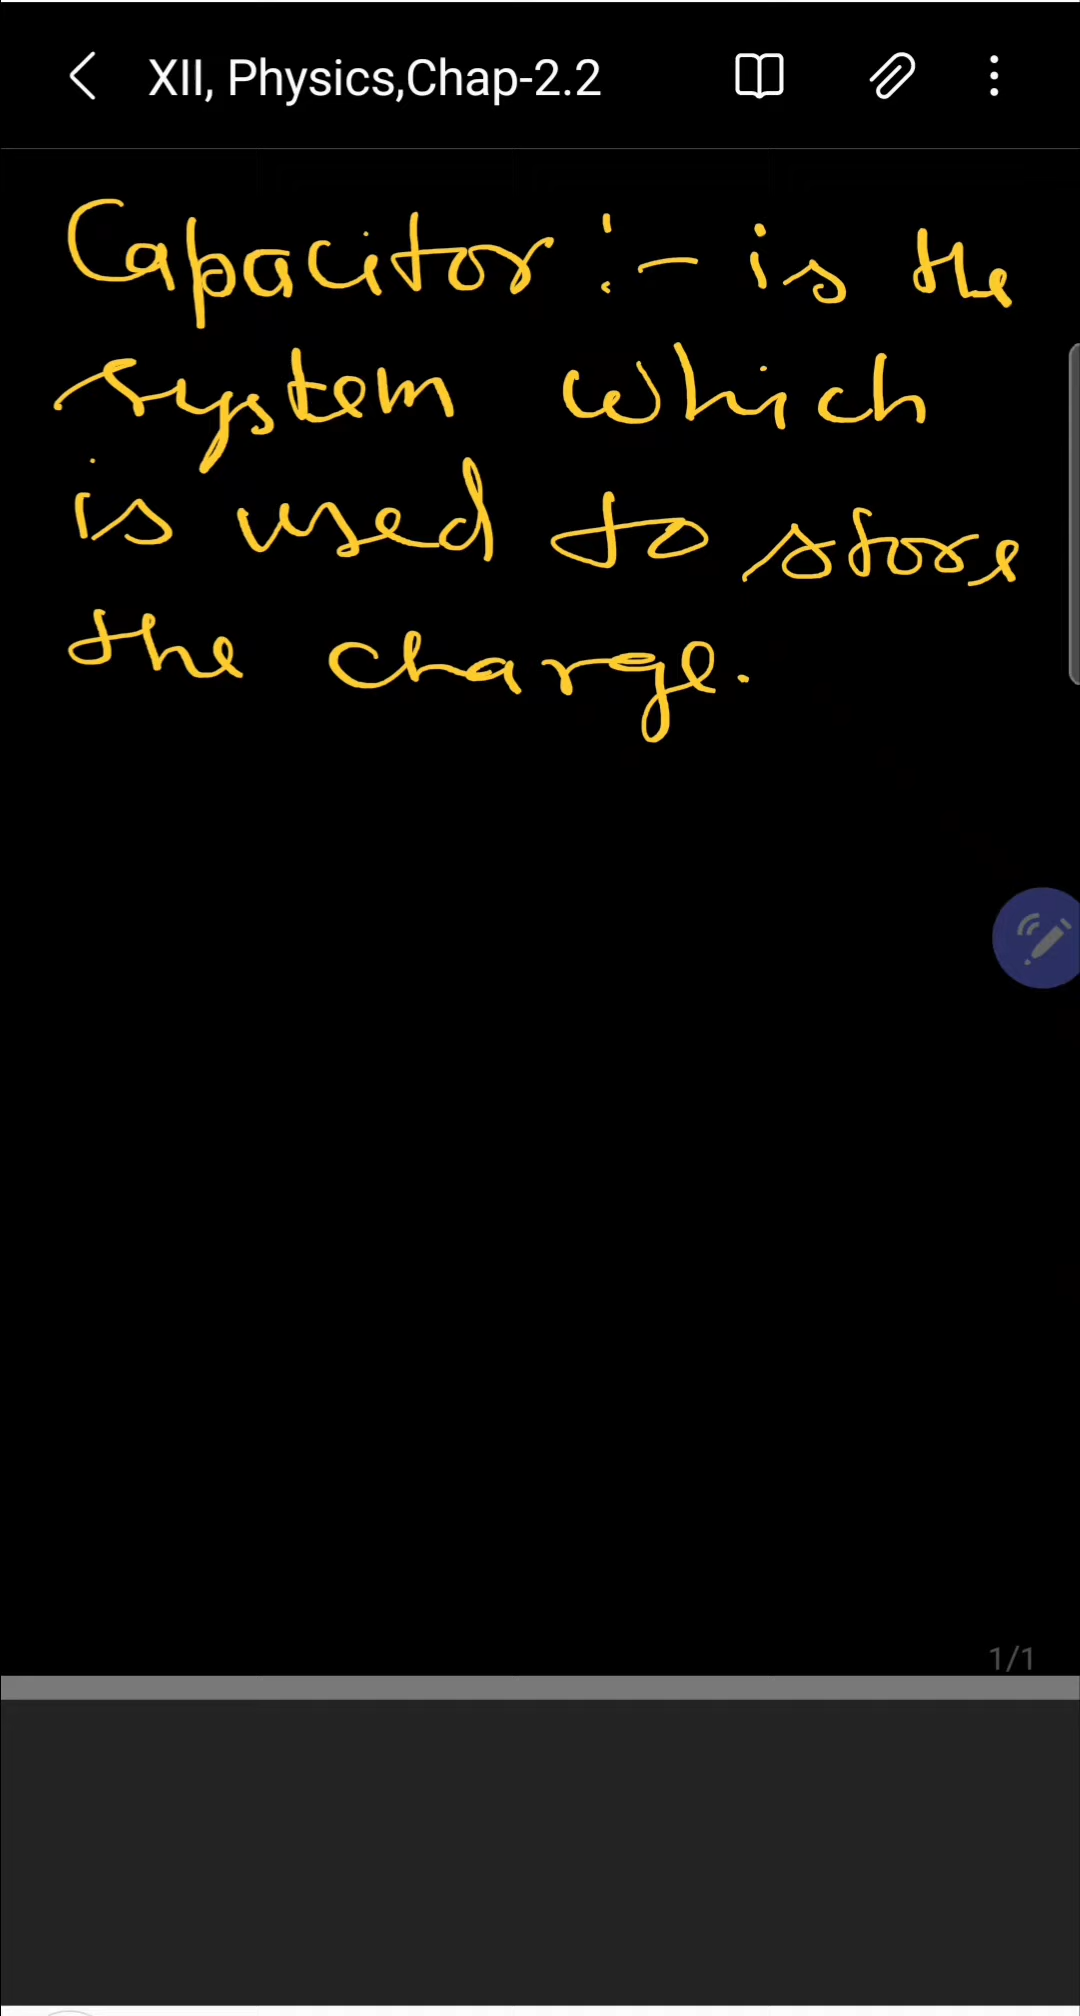 XII, Physics,Chap-2.2
Capacitor :- is the
system which
is used to store
the charge.
1/1